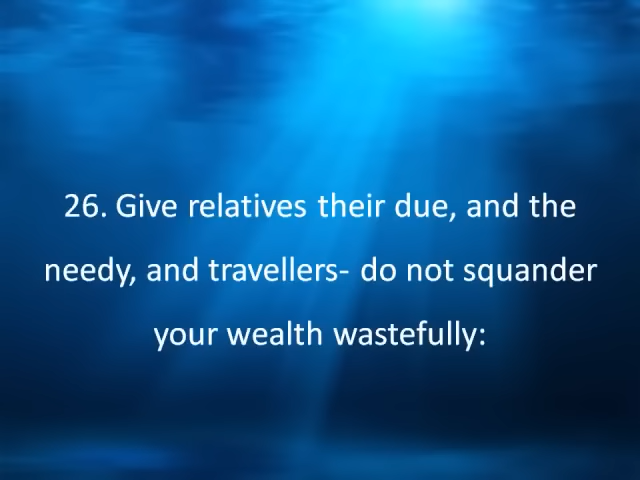 26. Give relatives their due, and the
needy, and travellers- do not squander
your wealth wastefully: